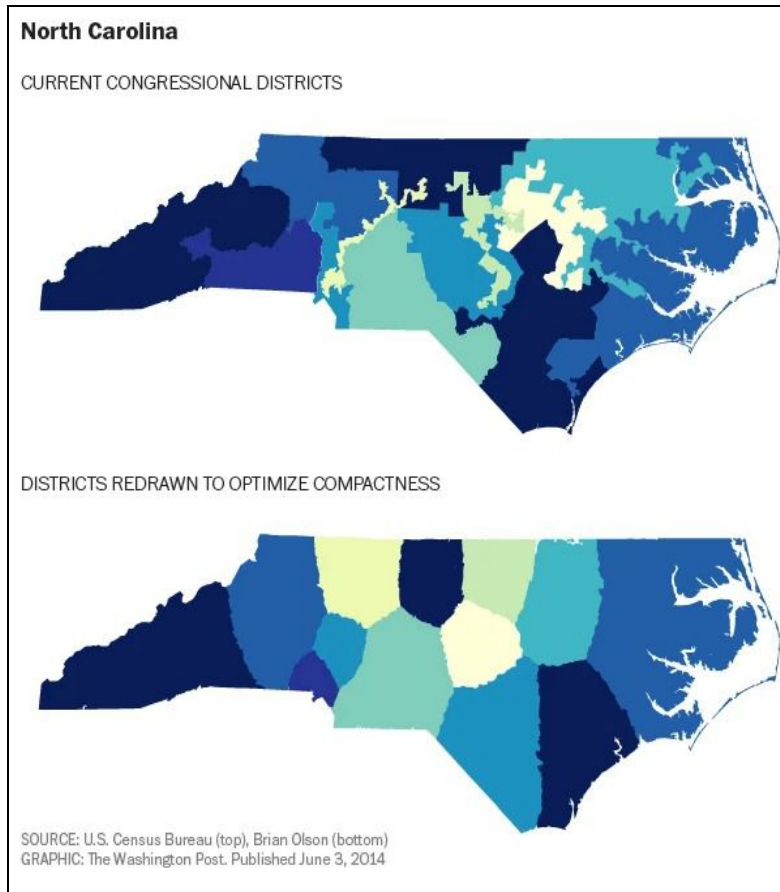 North Carolina
CURRENT CONGRESSIONAL DISTRICTS
DISTRICTS REDRAWN TO OPTIMIZE COMPACTNESS
SOURCE: U.S. Census Bureau (top), Brian Olson (bottom)
GRAPHIC: The Washington Post. Published June 3, 2014